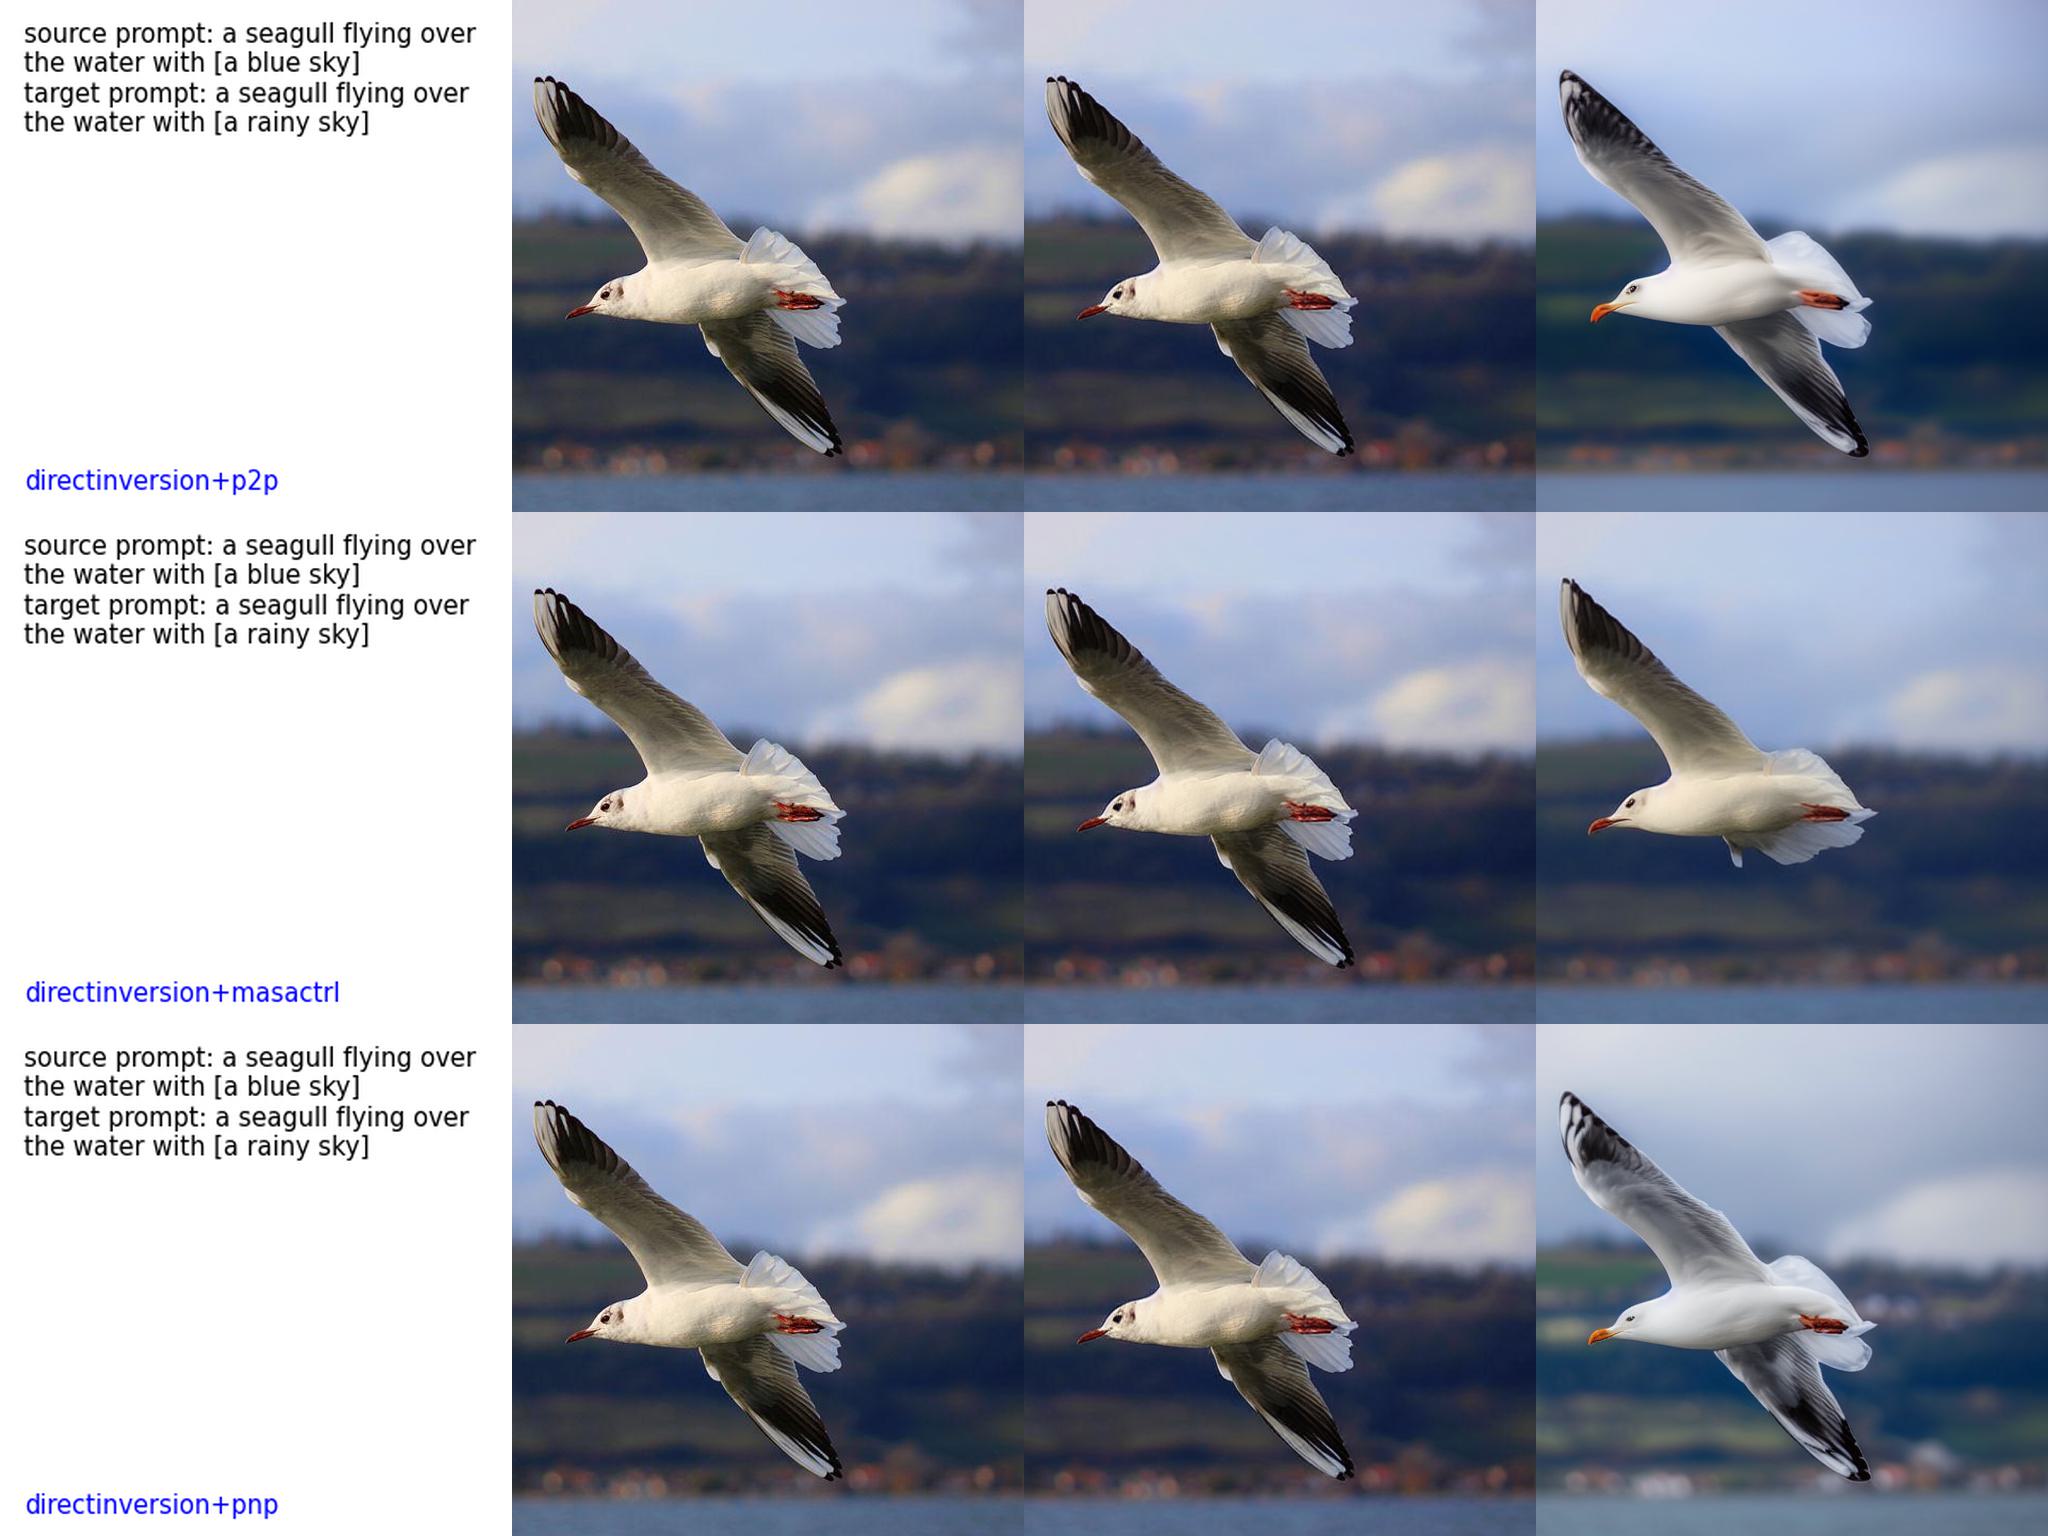 source prompt: a seagull flying over
the water with [a blue sky]
target prompt: a seagull flying over
the water with [a rainy sky]
directinversion+p2p
source prompt: a seagull flying over
the water with [a blue sky]
target prompt: a seagull flying over
the water with [a rainy sky]
directinversion+masactrl
source prompt: a seagull flying over
the water with [a blue sky]
target prompt: a seagull flying over
the water with [a rainy sky]
directinversion+pnp